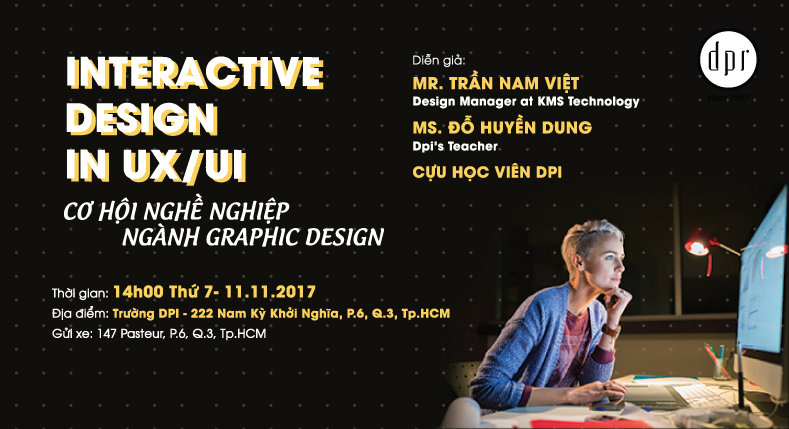 INTERACTIVE
DESIGN
IN UX/UI
CƠ HỘI NGHỀ NGHIỆP
NGÀNH GRAPHIC DESIGN
Thời gian: 14h00 Thứ 7- 11.11.2017
Địa điểm: Trường DPI - 222 Nam Kỳ Khởi Nghĩa, P.6, Q.3, Tp.HCM
Gửi xe: 147 Pasteur, P.6, Q.3, Tp.HCM
Diễn giả:
MR. TRẦN NAM VIỆT
Design Manager at KMS Technology
MS. ĐỖ HUYỀN DUNG
Dpi's Teacher
CỰU HỌC VIÊN DPI
dpi